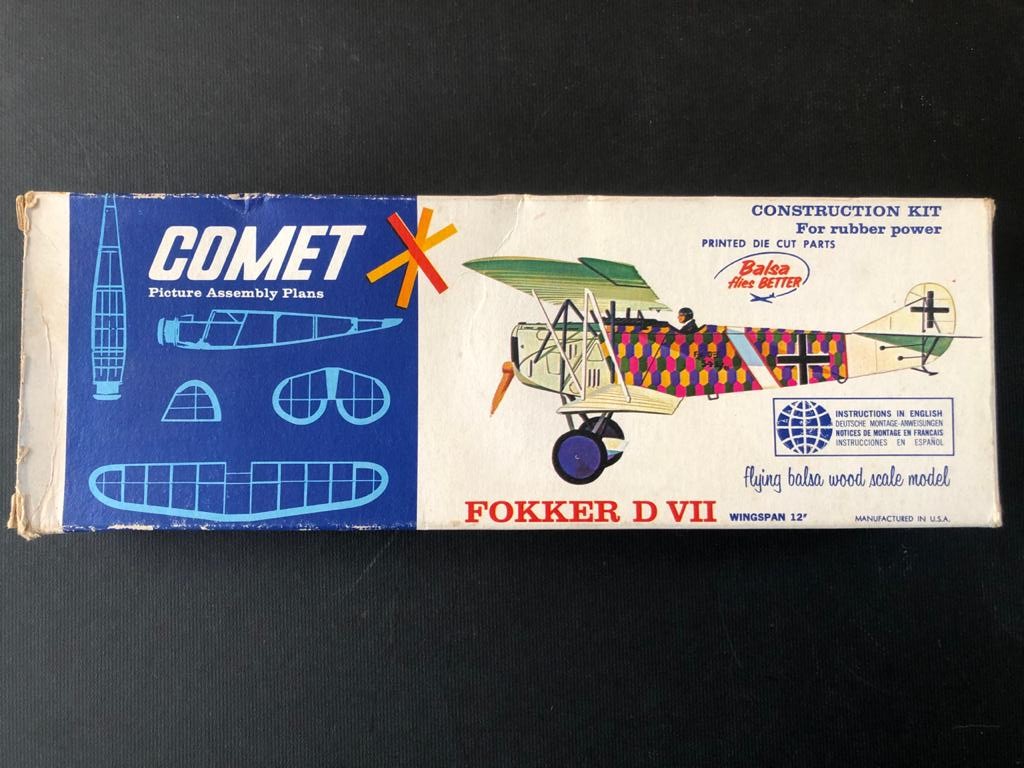 COMET
Picture Assembly Plans
CONSTRUCTION KIT
For rubber power
PRINTED DIE CUT PARTS
Balsa
flies BETTER
INSTRUCTIONS IN ENGLISH
DEUTSCHE MONTAGE-ANWEISUNGEN
NOTICES DE MONTAGE EN FRANCAIS
INSTRUCCIONES EN ESPAÑOL
flying balsa wood scale model
FOKKER D VII WINGSPAN 12"
MANUFACTURED IN U.S.A.